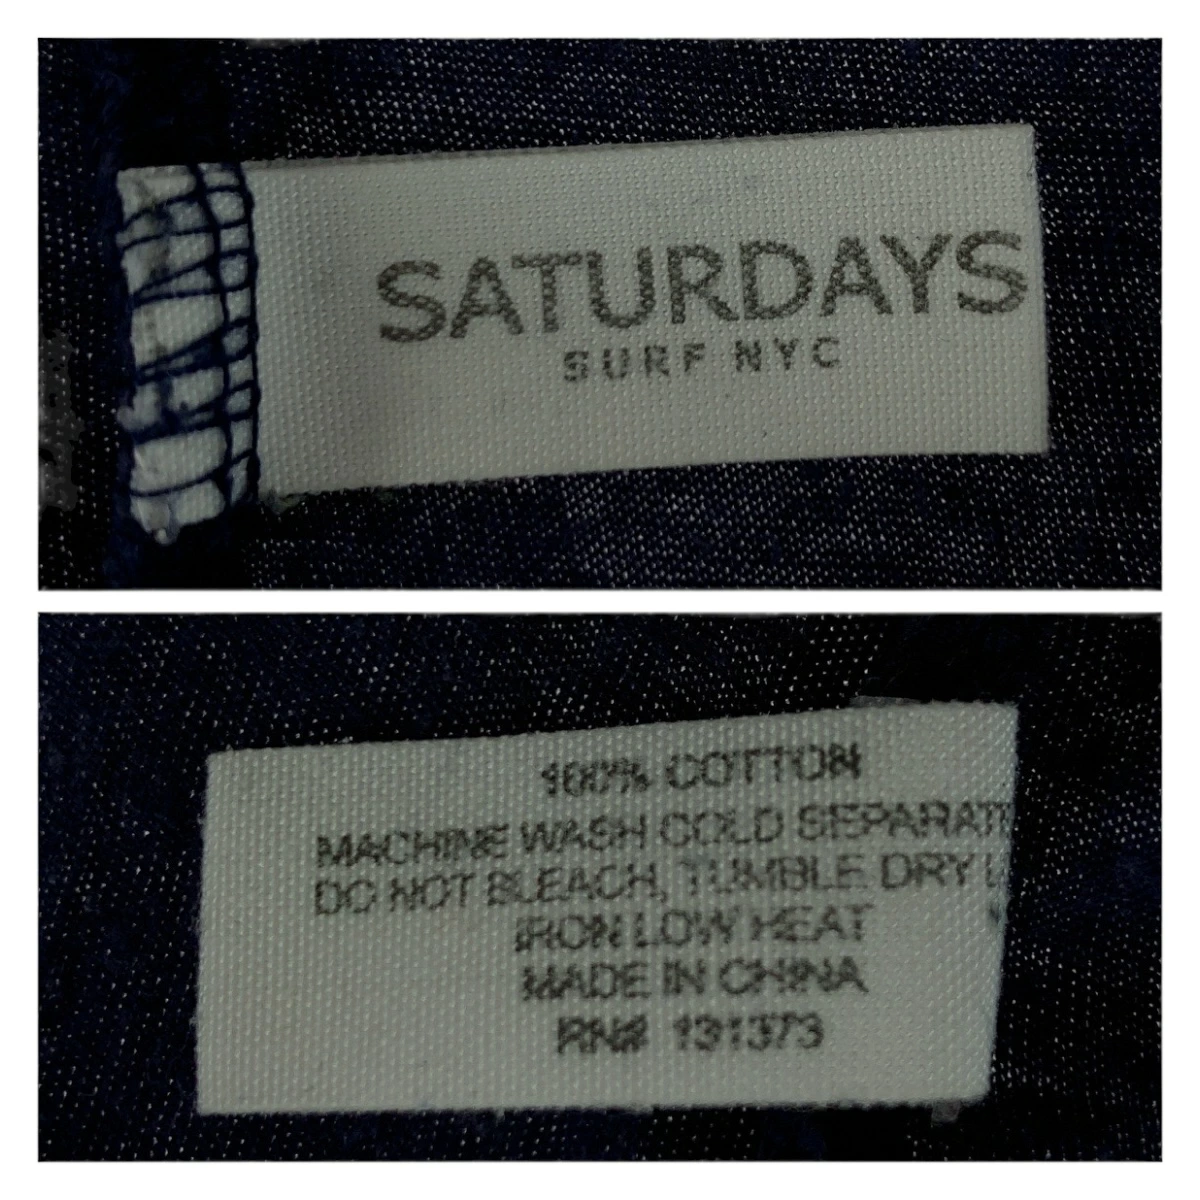 SATURDAYS
SURF NYC
100% COTTON
MACHINE WASH COLD SEPARAT
DO NOT BLEACH, TUMBLE DRY L
IRON LOW HEAT
MADE IN CHINA
RN# 131373